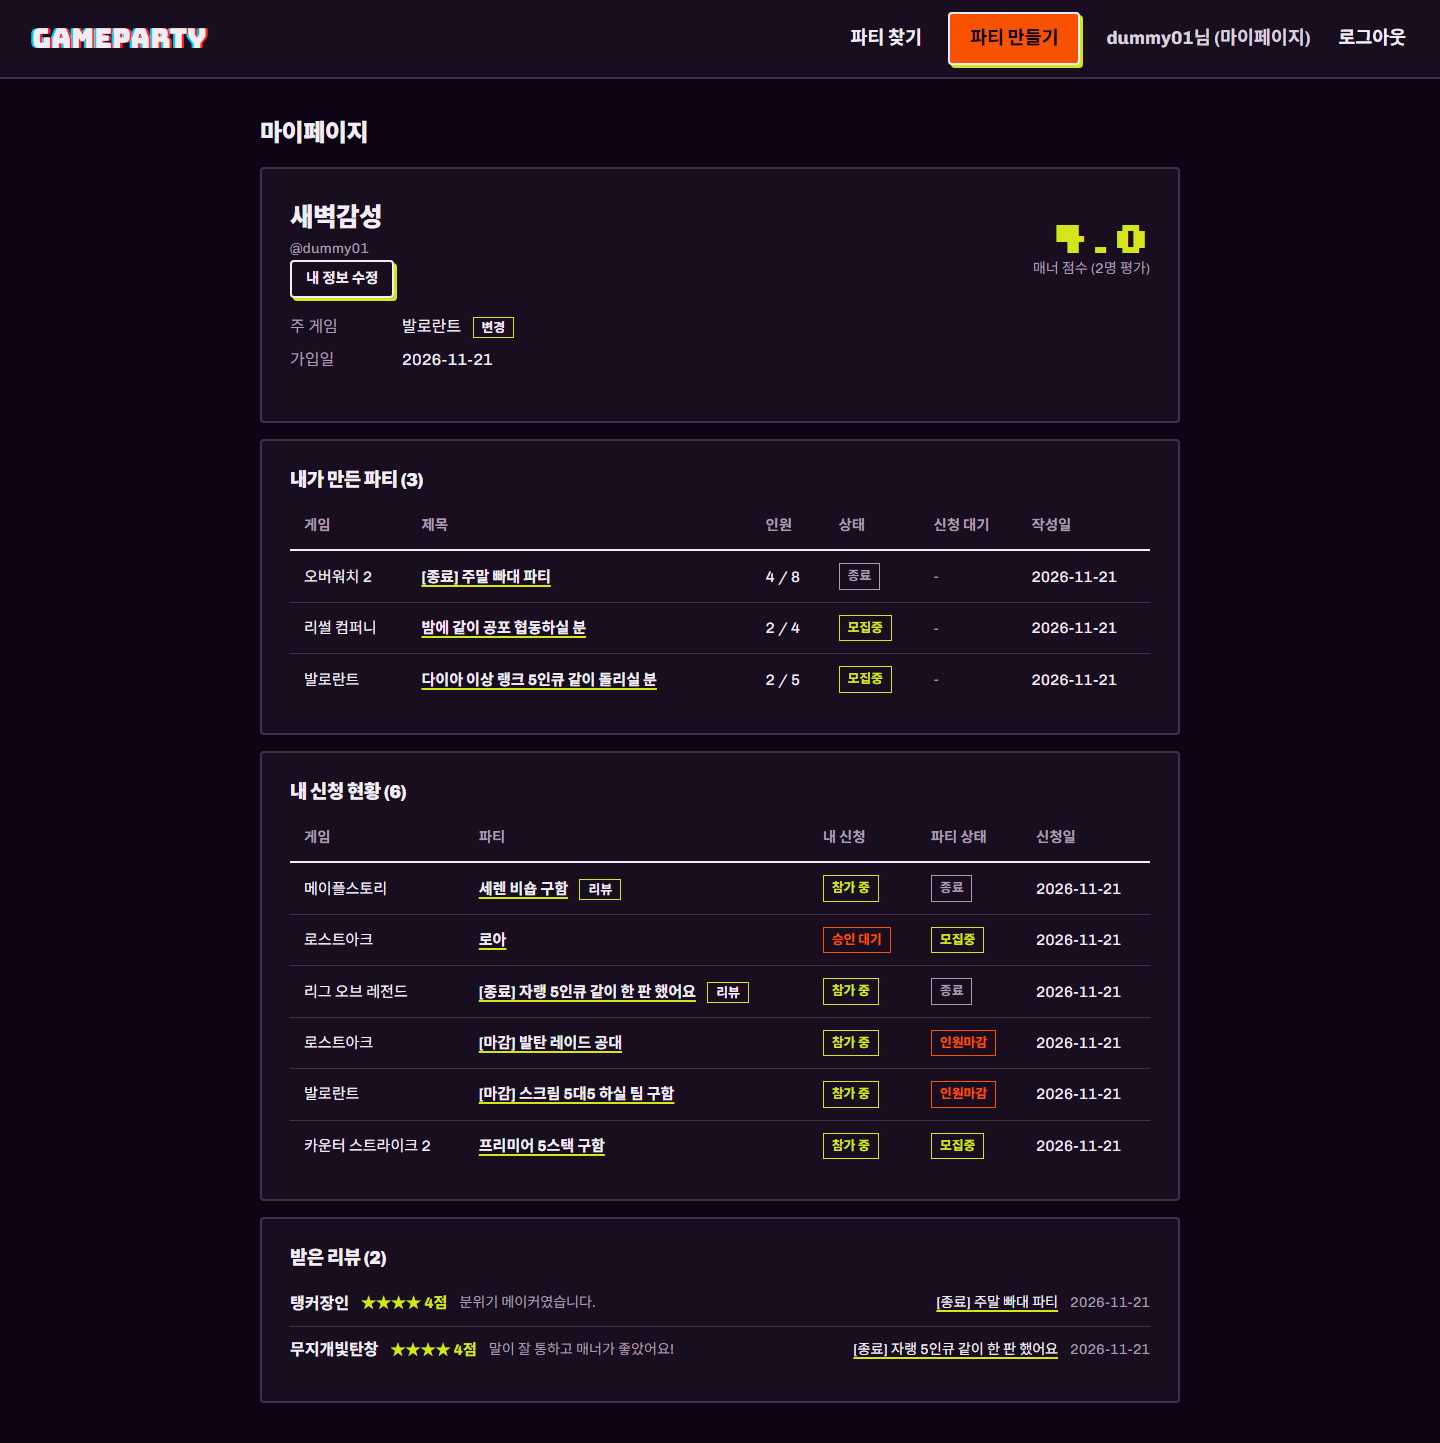 GAMEPARTY 파티 찾기 파티 만들기 dummy01님 (마이페이지) 로그아웃
마이페이지
새벽감성
@dummy01
내 정보 수정
4.0
매너 점수 (2명 평가)
주 게임 발로란트 변경
가입일 2026-11-21
내가 만든 파티 (3)
게임 제목 인원 상태 신청 대기 작성일
오버워치 2 [종료] 주말 빠대 파티 4 / 8 종료 - 2026-11-21
리썰 컴퍼니 밤에 같이 공포 협동하실 분 2 / 4 모집중 - 2026-11-21
발로란트 다이아 이상 랭크 5인큐 같이 돌리실 분 2 / 5 모집중 - 2026-11-21
내 신청 현황 (6)
게임 파티 내 신청 파티 상태 신청일
메이플스토리 세렌 비숍 구함 리뷰 참가 중 종료 2026-11-21
로스트아크 로아 승인 대기 모집중 2026-11-21
리그 오브 레전드 [종료] 자랭 5인큐 같이 한 판 했어요 리뷰 참가 중 종료 2026-11-21
로스트아크 [마감] 발탄 레이드 공대 참가 중 인원마감 2026-11-21
발로란트 [마감] 스크림 5대5 하실 팀 구함 참가 중 인원마감 2026-11-21
카운터 스트라이크 2 프리미어 5스택 구함 참가 중 모집중 2026-11-21
받은 리뷰 (2)
탱커장인 ★★★★ 4점 분위기 메이커였습니다. [종료] 주말 빠대 파티 2026-11-21
무지개빛탄창 ★★★★ 4점 말이 잘 통하고 매너가 좋았어요! [종료] 자랭 5인큐 같이 한 판 했어요 2026-11-21